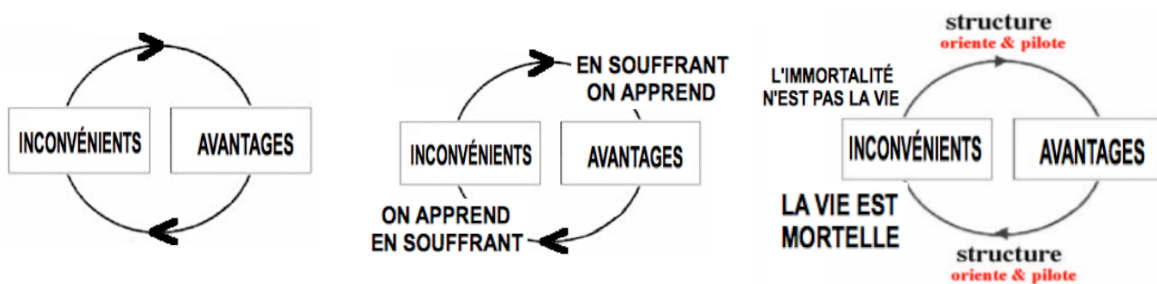 INCONVÉNIENTS
AVANTAGES
EN SOUFFRANT
ON APPREND
INCONVÉNIENTS
AVANTAGES
ON APPREND
EN SOUFFRANT
structure
oriente & pilote
L'IMMORTALITÉ
N'EST PAS LA VIE
INCONVÉNIENTS
AVANTAGES
LA VIE EST
MORTELLE
structure
oriente & pilote